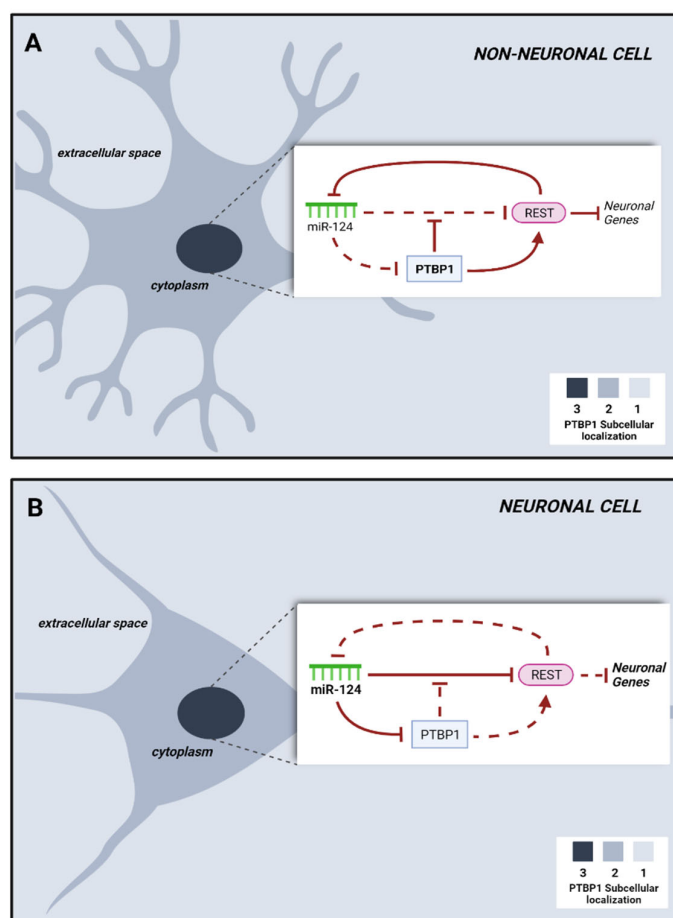 A
NON-NEURONAL CELL
extracellular space
miR-124
REST
Neuronal
Genes
PTBP1
cytoplasm
3 2 1
PTBP1 Subcellular
localization
B
NEURONAL CELL
extracellular space
miR-124
REST
Neuronal
Genes
PTBP1
cytoplasm
3 2 1
PTBP1 Subcellular
localization